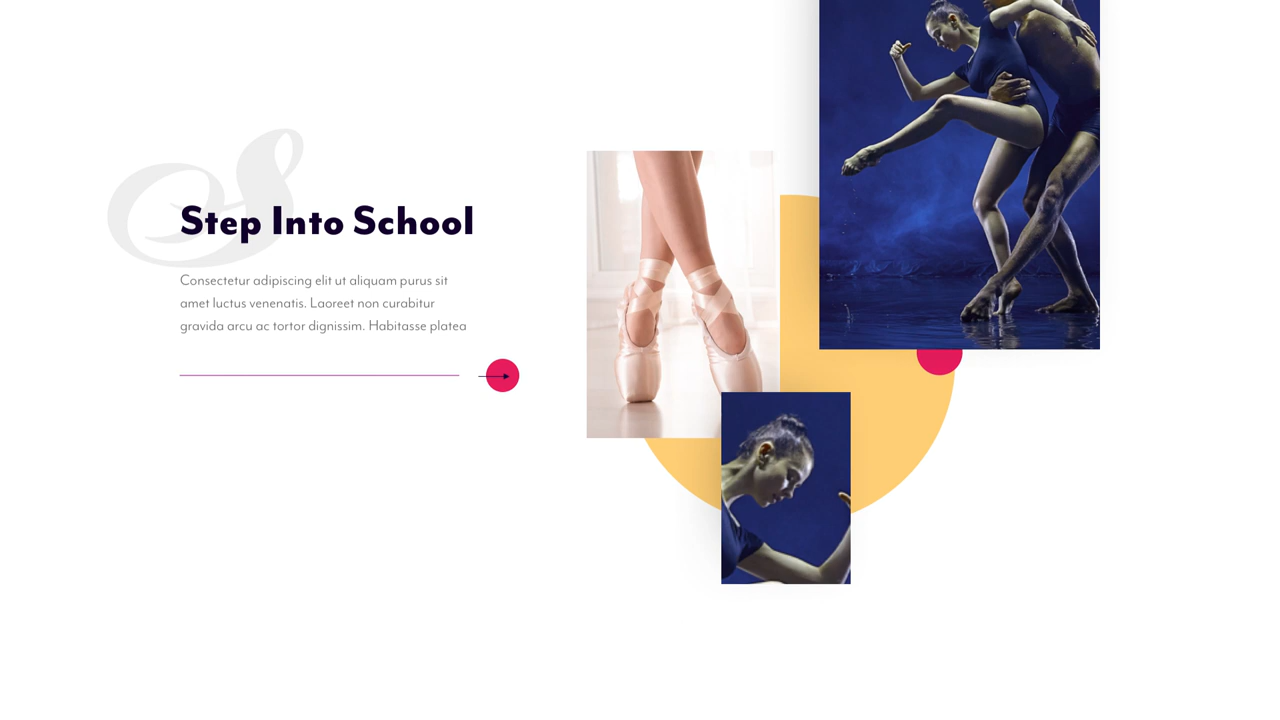 S
Step Into School
Consectetur adipiscing elit ut aliquam purus sit
amet luctus venenatis. Laoreet non curabitur
gravida arcu ac tortor dignissim. Habitasse platea